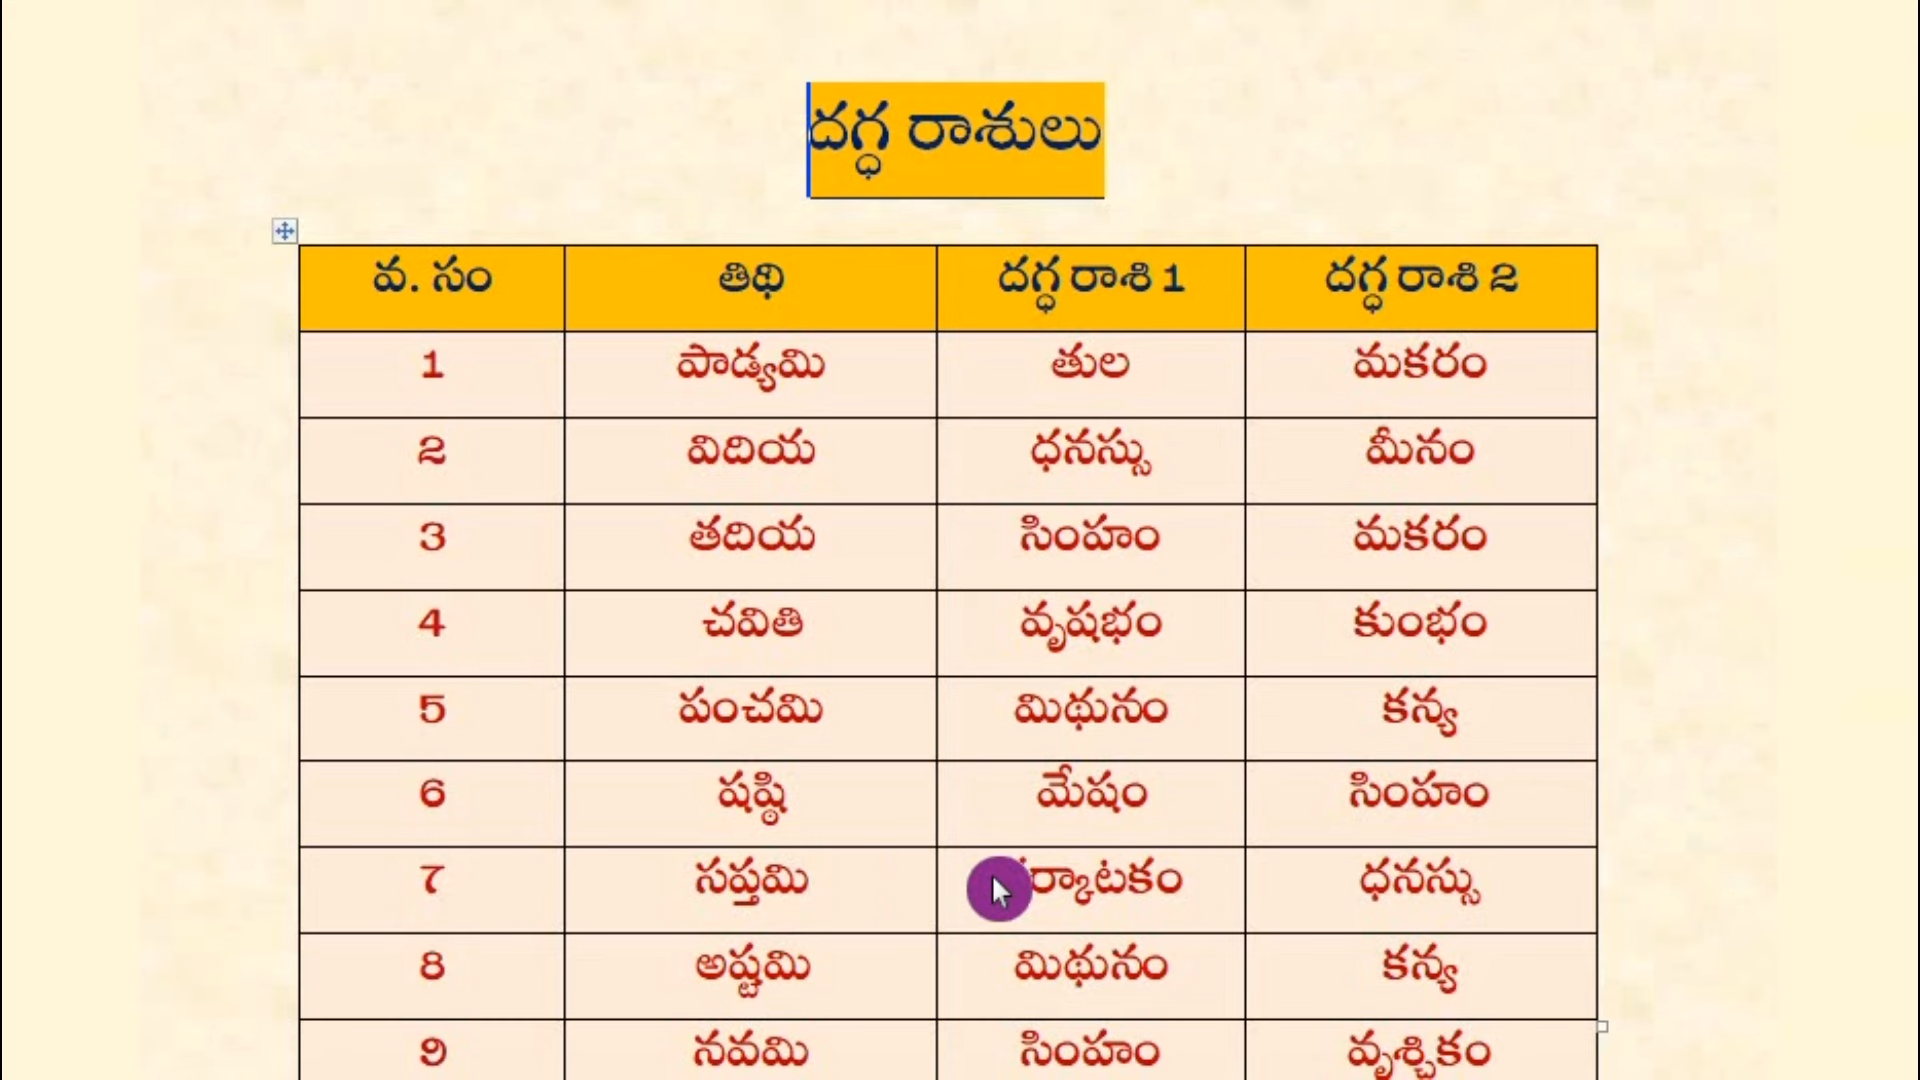 దగ్ధ రాశులు
వ. సం తిథి దగ్ధ రాశి 1 దగ్ధ రాశి 2
1 పాడ్యమి తుల మకరం
2 విదియ ధనస్సు మీనం
3 తదియ సింహం మకరం
4 చవితి వృషభం కుంభం
5 పంచమి మిథునం కన్య
6 షష్ఠి మేషం సింహం
7 సప్తమి ధనస్సు
8 అష్టమి మిథునం కన్య
9 నవమి సింహం వృశ్చికం